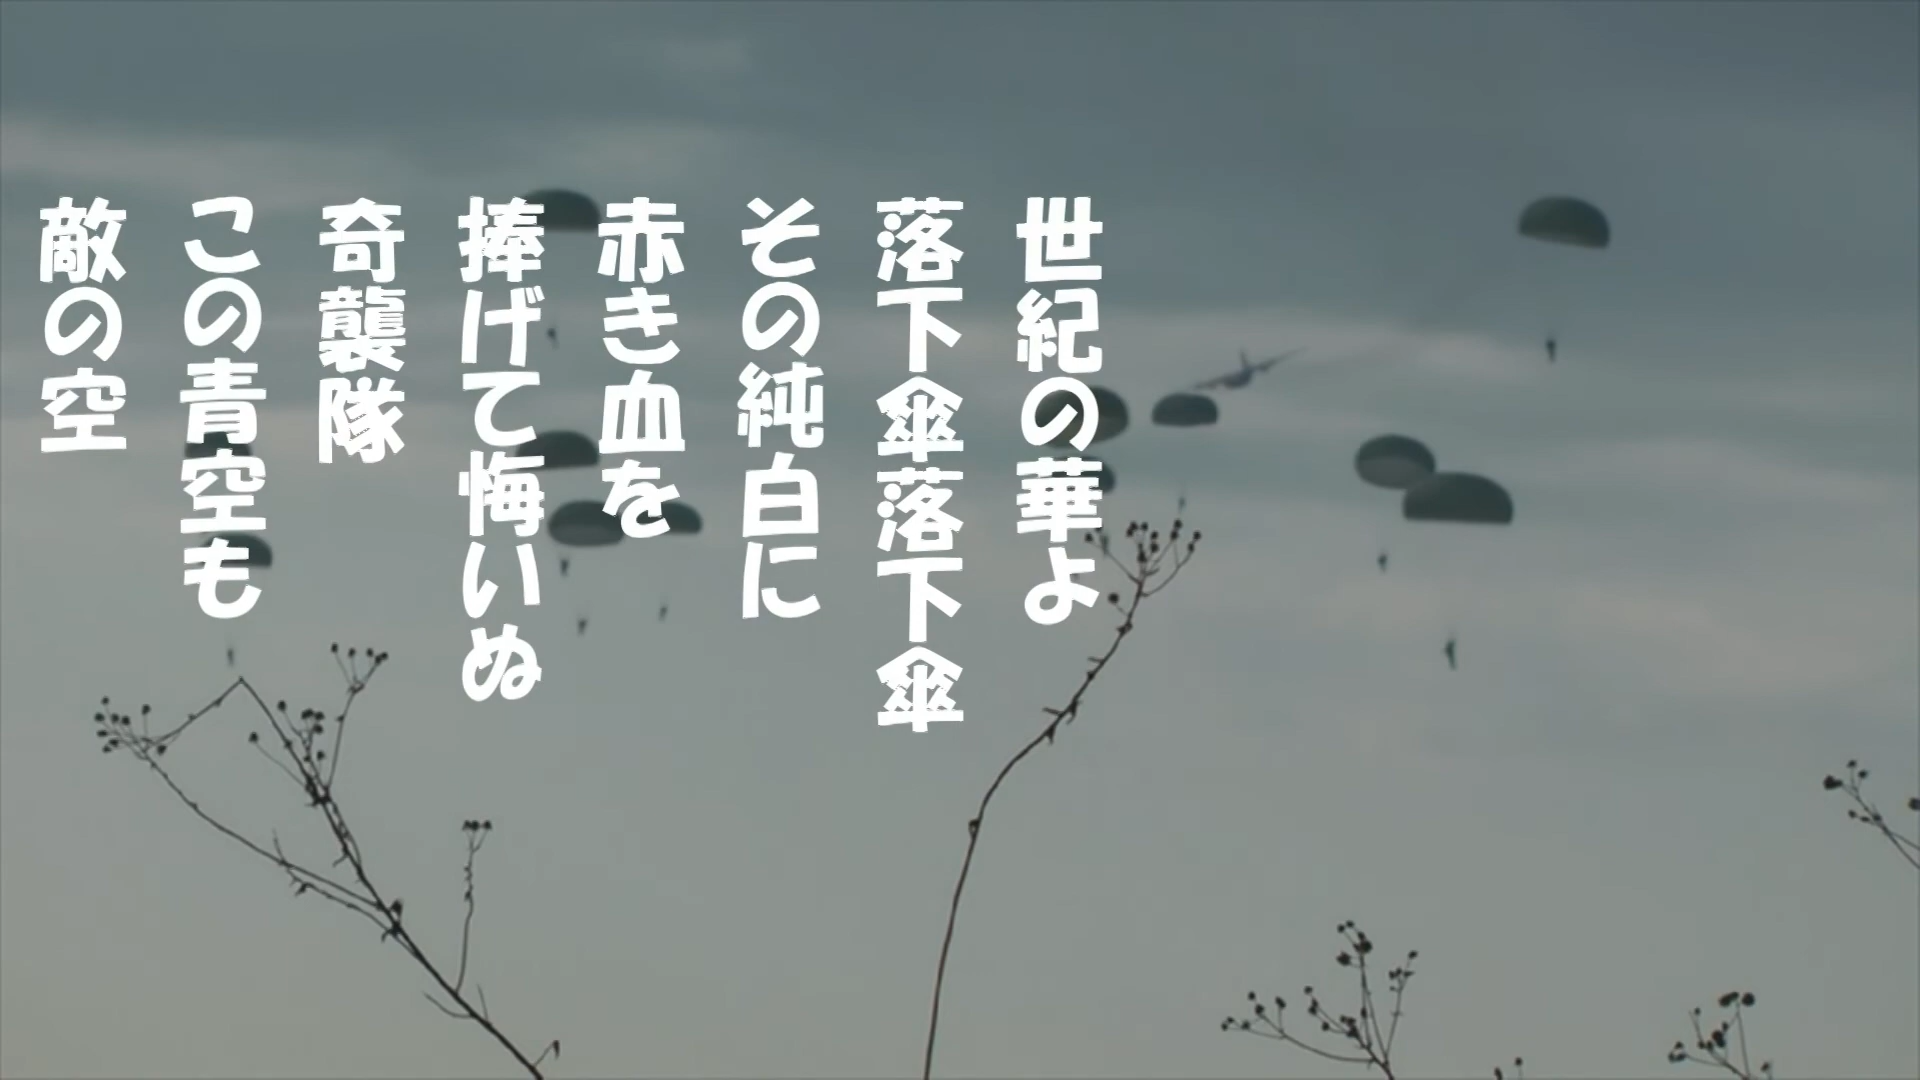 世紀の華よ
落下傘落下傘
その純白に
赤き血を
捧げて悔いぬ
奇襲隊
この青空も
敵の空